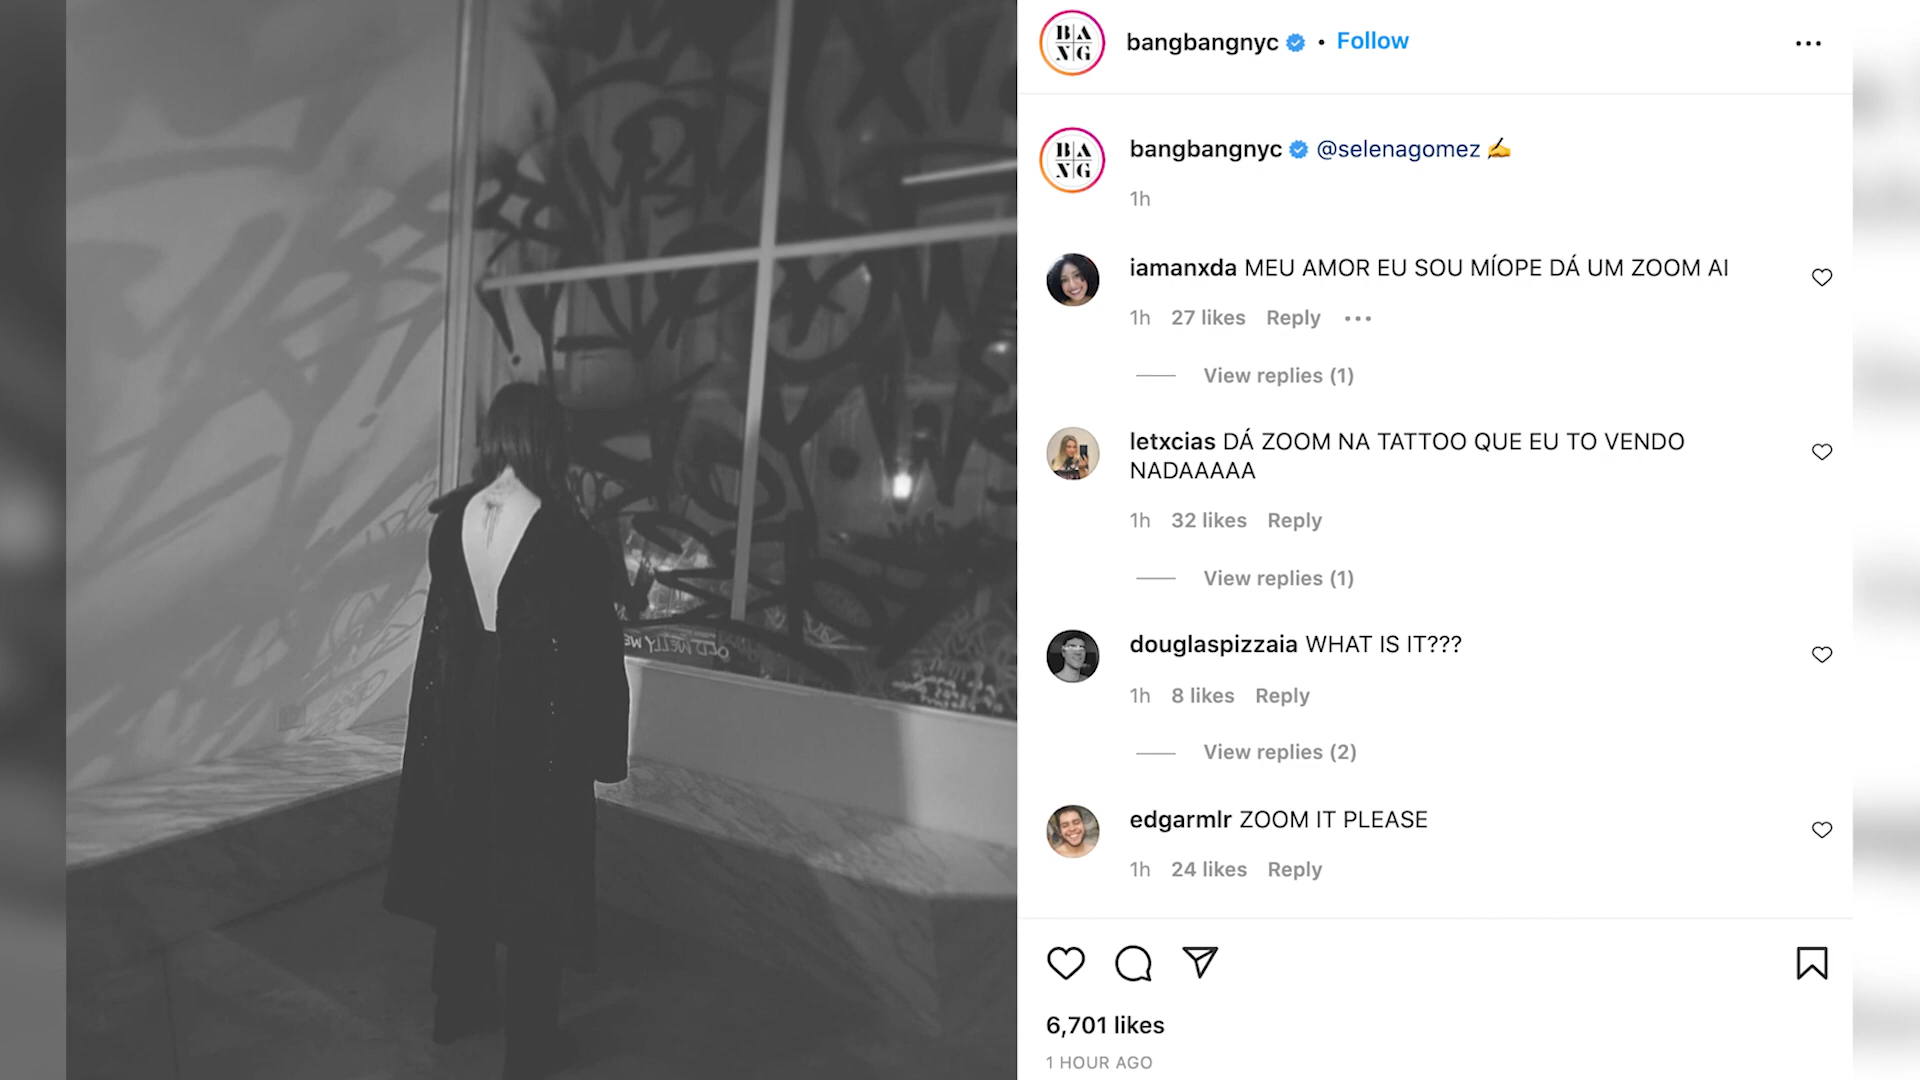 BA
NG
bangbangnyc • Follow
BA
NG
bangbangnyc @selenagomez ✍️
1h
iamanxda MEU AMOR EU SOU MÍOPE DÁ UM ZOOM AI
1h 27 likes Reply
View replies (1)
letxcias DÁ ZOOM NA TATTOO QUE EU TO VENDO
NADAAAAA
1h 32 likes Reply
View replies (1)
douglaspizzaia WHAT IS IT???
1h 8 likes Reply
View replies (2)
edgarmlr ZOOM IT PLEASE
1h 24 likes Reply
6,701 likes
1 HOUR AGO